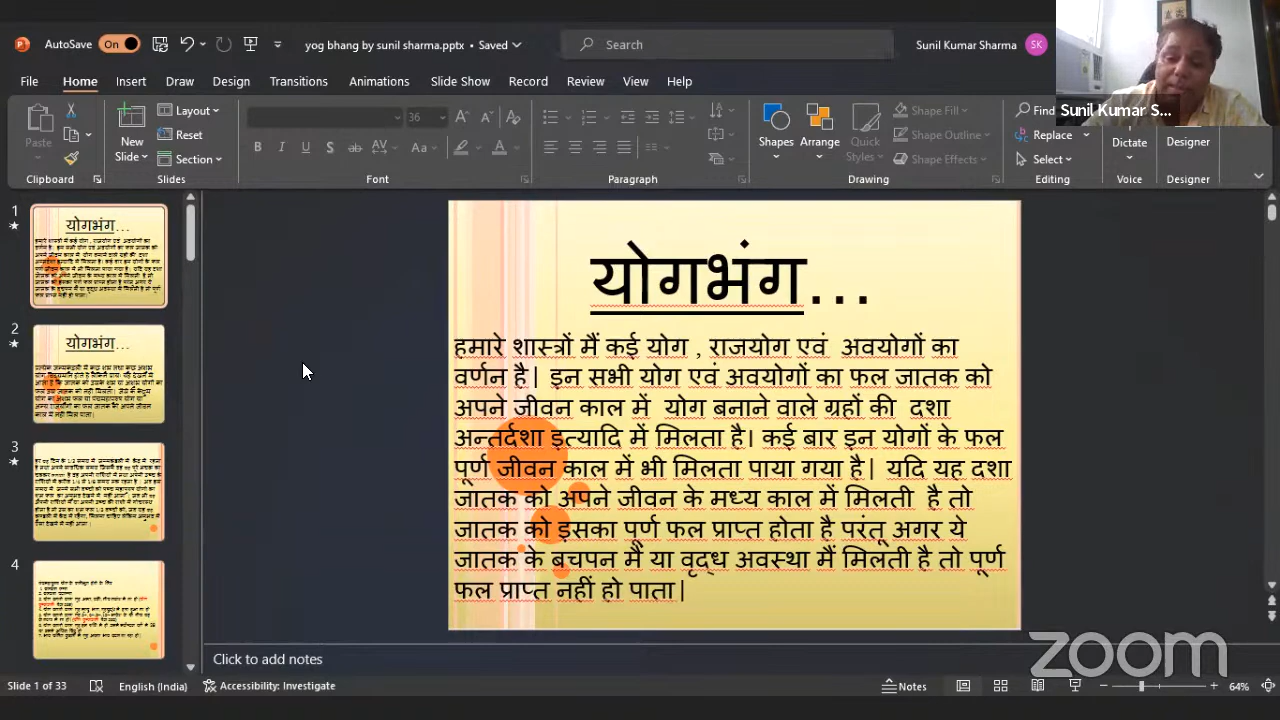 AutoSave
On
yog bhang by sunil sharma.pptx • Saved
Search
Sunil Kumar Sharma
SK
File
Home
Insert
Draw
Design
Transitions
Animations
Slide Show
Record
Review
View
Help
Paste
Clipboard
New
Slide
Layout
Reset
Section
Slides
36
Font
Paragraph
Shapes
Arrange
Quick
Styles
Shape Fill
Shape Outline
Shape Effects
Drawing
Find
Replace
Select
Editing
Dictate
Voice
Designer
Designer
Sunil Kumar S...
1
योगभंग...
2
योगभंग...
3
4
योगभंग...
हमारे शास्त्रों मैं कई योग , राजयोग एवं अवयोगों का
वर्णन है| इन सभी योग एवं अवयोगों का फल जातक को
अपने जीवन काल में योग बनाने वाले ग्रहों की दशा
अन्तर्दशा इत्यादि में मिलता है। कई बार इन योगों के फल
पूर्ण जीवन काल में भी मिलता पाया गया है| यदि यह दशा
जातक को अपने जीवन के मध्य काल में मिलती है तो
जातक को इसका पूर्ण फल प्राप्त होता है परंतू अगर ये
जातक के बचपन मैं या वृद्ध अवस्था मैं मिलती है तो पूर्ण
फल प्राप्त नहीं हो पाता|
Click to add notes
zoom
Slide 1 of 33
English (India)
Accessibility: Investigate
Notes
64%